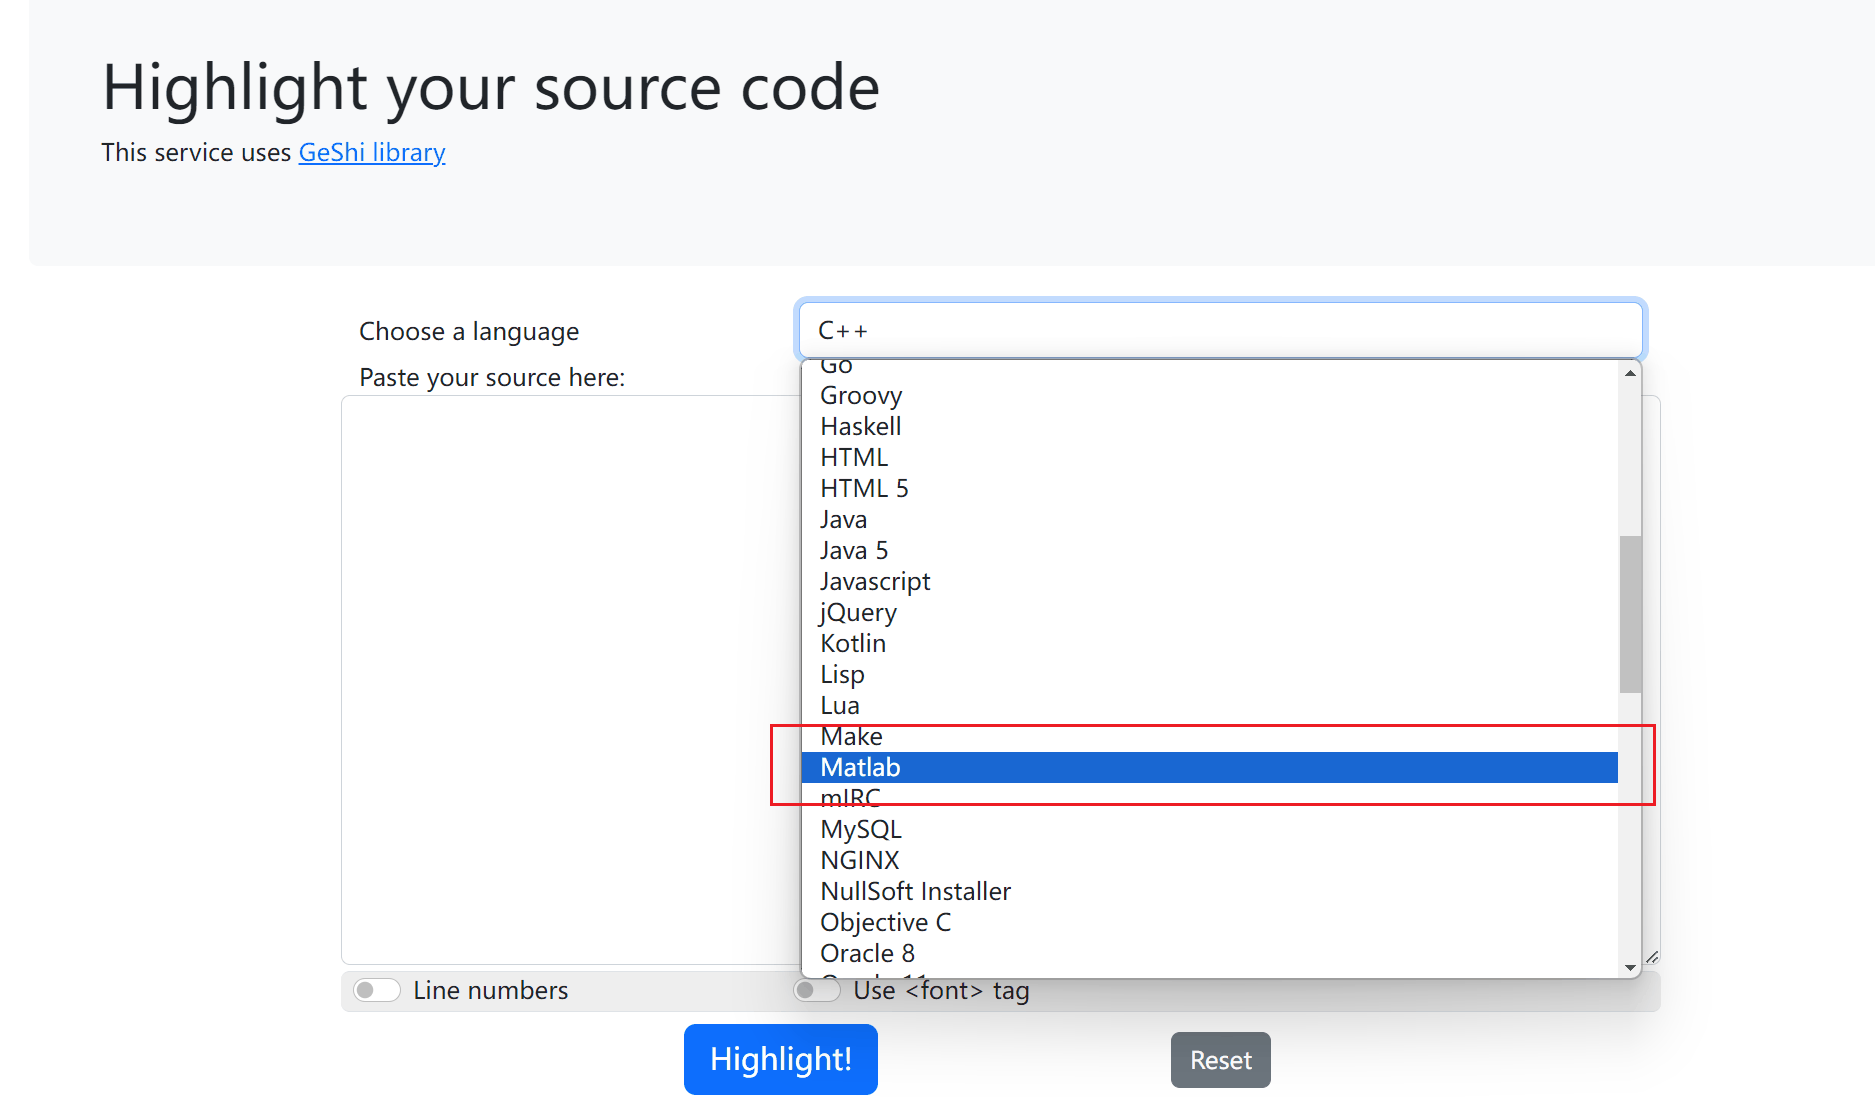 Highlight your source code
This service uses GeShi library
Choose a language
C++
Paste your source here:
Go
Groovy
Haskell
HTML
HTML 5
Java
Java 5
Javascript
jQuery
Kotlin
Lisp
Lua
Make
Matlab
mIRC
MySQL
NGINX
NullSoft Installer
Objective C
Oracle 8
Line numbers
Use <font> tag
Highlight!
Reset